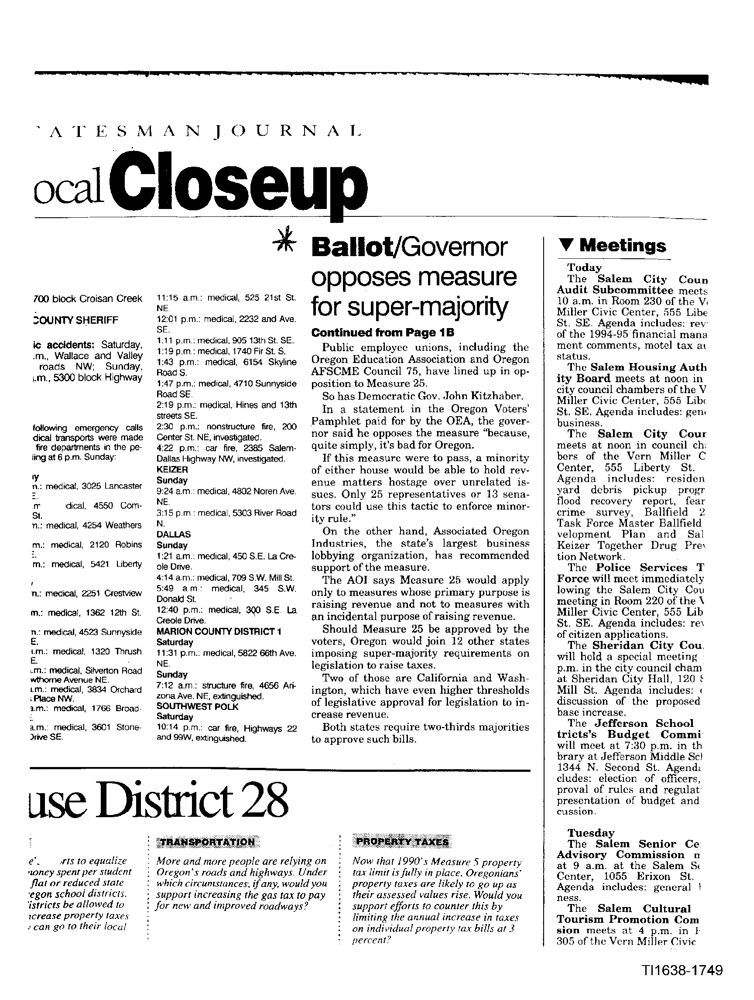 ATESMAN JOURNAL
ocal Closeup
700 block Croisan Creek
COUNTY SHERIFF
ic accidents: Saturday,
.m., Wallace and Valley
roads NW; Sunday,
.m., 5300 block Highway
following emergency calls
dical transports were made
fire departments in the pe-
iing at 6 p.m. Sunday:
n.: medical, 3025 Lancaster
E.
dical, 4550 Com-
St.
n.: medical, 4254 Weathers
m.: medical, 2120 Robins
E.
m.: medical, 5421 Liberty
n.: medical, 2251 Crestview
m.: medical, 1362 12th St.
n.: medical, 4523 Sunnyside
E.
a.m.: medical, 1320 Thrush
E.
.m.: medical, Silverton Road
wthorne Avenue NE.
.m.: medical, 3834 Orchard
Place NW.
a.m.: medical, 1766 Broad-
a.m.: medical, 3601 Stone-
Drive SE.
11:15 a.m.: medical, 525 21st St.
NE.
12:01 p.m.: medical, 2232 and Ave.
SE.
1:11 p.m.: medical, 905 13th St. SE.
1:19 p.m.: medical, 1740 Fir St. S.
1:43 p.m.: medical, 6154 Skyline
Road S.
1:47 p.m.: medical, 4710 Sunnyside
Road SE.
2:19 p.m.: medical, Hines and 13th
streets SE.
2:30 p.m.: nonstructure fire, 200
Center St. NE, investigated.
4:22 p.m.: car fire, 2385 Salem-
Dallas Highway NW, investigated.
KEIZER
Sunday
9:24 a.m.: medical, 4802 Noren Ave.
NE.
3:15 p.m.: medical, 5303 River Road
N.
DALLAS
Sunday
1:21 a.m.: medical, 450 S.E. La Cre-
ole Drive.
4:14 a.m.: medical, 709 S.W. Mill St.
5:49 a.m.: medical, 345 S.W.
Donald St.
12:40 p.m.: medical, 300 S.E. La
Creole Drive.
MARION COUNTY DISTRICT 1
Saturday
11:31 p.m.: medical, 5822 66th Ave.
NE.
Sunday
7:12 a.m.: structure fire, 4656 Ari-
zona Ave. NE, extinguished.
SOUTHWEST POLK
Saturday
10:14 p.m.: car fire, Highways 22
and 99W, extinguished.
* Ballot/Governor
opposes measure
for super-majority
Continued from Page 1B
Public employee unions, including the
Oregon Education Association and Oregon
AFSCME Council 75, have lined up in op-
position to Measure 25.
So has Democratic Gov. John Kitzhaber.
In a statement in the Oregon Voters'
Pamphlet paid for by the OEA, the gover-
nor said he opposes the measure "because,
quite simply, it's bad for Oregon.
If this measure were to pass, a minority
of either house would be able to hold rev-
enue matters hostage over unrelated is-
sues. Only 25 representatives or 13 sena-
tors could use this tactic to enforce minor-
ity rule."
On the other hand, Associated Oregon
Industries, the state's largest business
lobbying organization, has recommended
support of the measure.
The AOI says Measure 25 would apply
only to measures whose primary purpose is
raising revenue and not to measures with
an incidental purpose of raising revenue.
Should Measure 25 be approved by the
voters, Oregon would join 12 other states
imposing super-majority requirements on
legislation to raise taxes.
Two of those are California and Wash-
ington, which have even higher thresholds
of legislative approval for legislation to in-
crease revenue.
Both states require two-thirds majorities
to approve such bills.
▼ Meetings
Today
The Salem City Coun
Audit Subcommittee meets
10 a.m. in Room 230 of the Ve
Miller Civic Center, 555 Libe
St. SE. Agenda includes: rev
of the 1994-95 financial mana
ment comments, motel tax au
status.
The Salem Housing Auth
ity Board meets at noon in
city council chambers of the V
Miller Civic Center, 555 Libe
St. SE. Agenda includes: gene
business.
The Salem City Cour
meets at noon in council cha
bers of the Vern Miller C
Center, 555 Liberty St.
Agenda includes: residen
yard debris pickup progr
flood recovery report, fear
crime survey, Ballfield 2
Task Force Master Ballfield
velopment Plan and Sal
Keizer Together Drug Prev
tion Network.
The Police Services T
Force will meet immediately
lowing the Salem City Cou
meeting in Room 220 of the V
Miller Civic Center, 555 Lib
St. SE. Agenda includes: rev
of citizen applications.
The Sheridan City Cou.
will hold a special meeting
p.m. in the city council cham
at Sheridan City Hall, 120 S
Mill St. Agenda includes:
discussion of the proposed
base increase.
The Jefferson School
tricts's Budget Commi
will meet at 7:30 p.m. in th
brary at Jefferson Middle Scl
1344 N. Second St. Agenda
cludes: election of officers,
proval of rules and regulat
presentation of budget and
cussion.
Tuesday
The Salem Senior Ce
Advisory Commission m
at 9 a.m. at the Salem Se
Center, 1055 Erixon St.
Agenda includes: general
ness.
The Salem Cultural
Tourism Promotion Com
sion meets at 4 p.m. in
305 of the Vern Miller Civic
use District 28
rts to equalize
money spent per student
flat or reduced state
regon school districts.
istricts be allowed to
ncrease property taxes
can go to their local
TRANSPORTATION
More and more people are relying on
Oregon's roads and highways. Under
which circumstances, if any, would you
support increasing the gas tax to pay
for new and improved roadways?
PROPERTY TAXES
Now that 1990's Measure 5 property
tax limit is fully in place, Oregonians'
property taxes are likely to go up as
their assessed values rise. Would you
support efforts to counter this by
limiting the annual increase in taxes
on individual property tax bills at 3
percent?
TI1638-1749